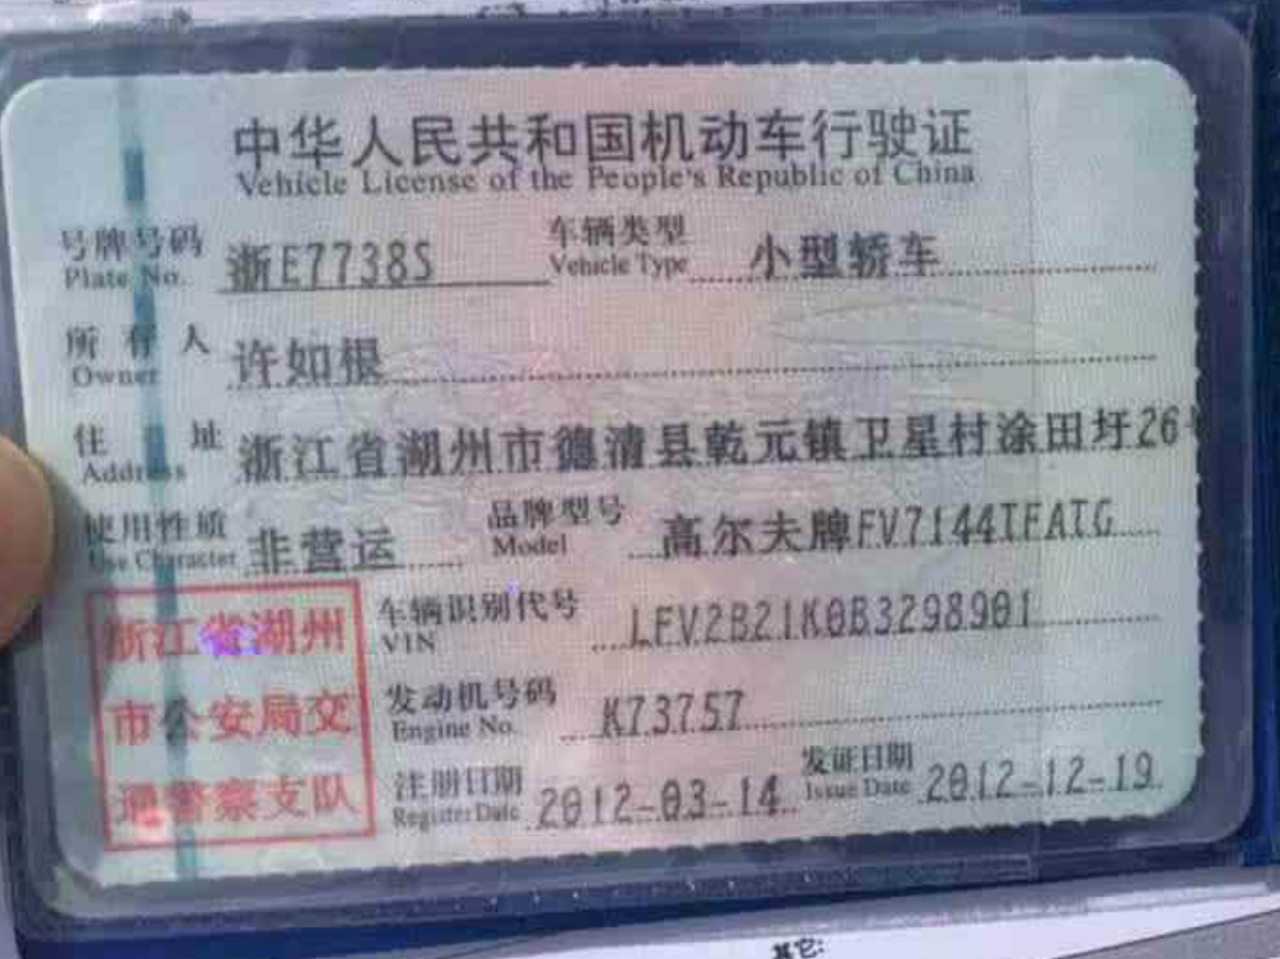 中华人民共和国机动车行驶证
Vehicle License of the People's Republic of China
号牌号码 浙E7738S 车辆类型 小型轿车
Plate No. Vehicle Type
所有人 许如根
Owner
住址 浙江省湖州市德清县乾元镇卫星村涂田圩26
Address
使用性质 非营运 品牌型号 高尔夫牌FV7144TFATG
Use Character Model
浙江省湖州
市公安局交
通警察支队
车辆识别代号 LFV2B21K0B3298901
VIN
发动机号码 K73757
Engine No.
注册日期 2012-03-14 发证日期 2012-12-19
Register Date Issue Date
其它: